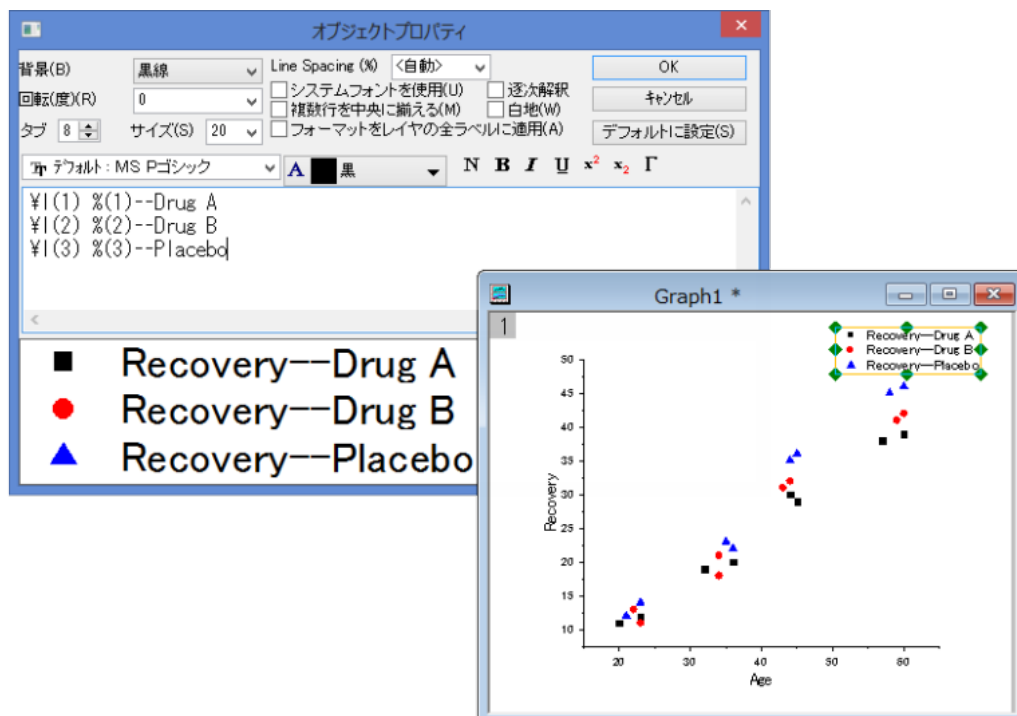 オブジェクトプロパティ
背景(B) 黒線 Line Spacing (%) <自動> OK
回転(度)(R) 0 システムフォントを使用(U) 逐次解釈 キャンセル
複数行を中央に揃える(M) 白地(W)
タブ 8 サイズ(S) 20 フォーマットをレイヤの全ラベルに適用(A) デフォルトに設定(S)
デフォルト : MS Pゴシック A 黒 N B I U x² x₂ Γ
¥l(1) %(1)--Drug A
¥l(2) %(2)--Drug B
¥l(3) %(3)--Placebo
Recovery--Drug A
Recovery--Drug B
Recovery--Placebo
Graph1 *
1
Recovery--Drug A
Recovery--Drug B
Recovery--Placebo
50
45
40
35
30
25
20
15
10
Recovery
20 30 40 50 60
Age